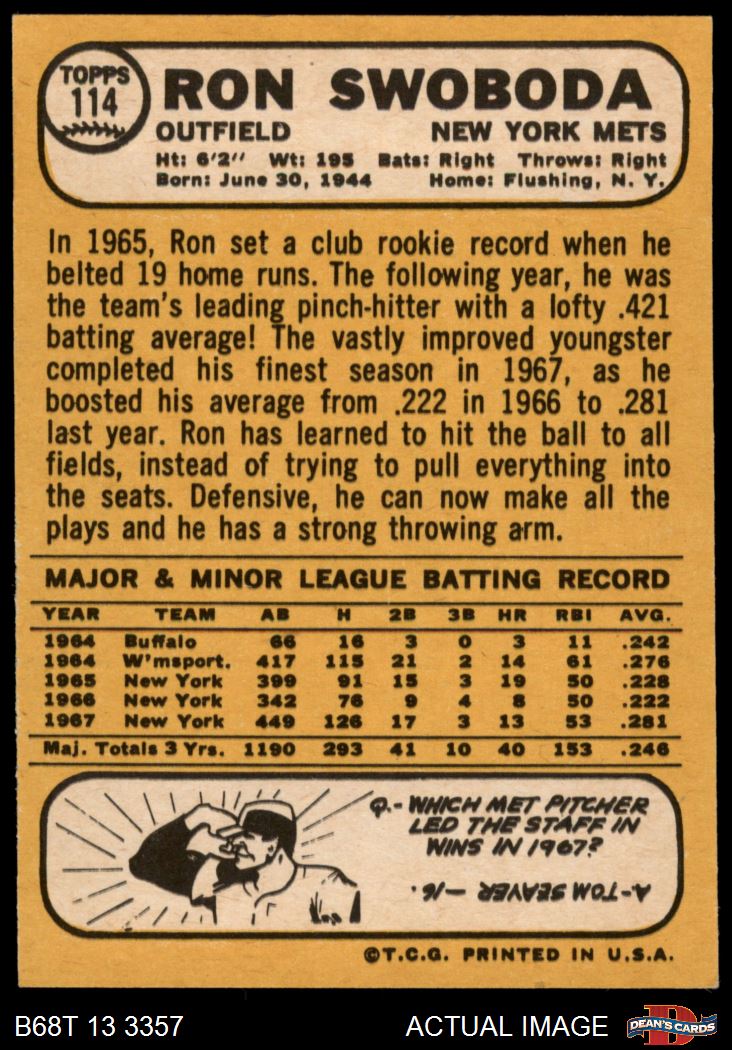 TOPPS
114
RON SWOBODA
OUTFIELD NEW YORK METS
Ht: 6'2" Wt: 195 Bats: Right Throws: Right
Born: June 30, 1944 Home: Flushing, N. Y.
In 1965, Ron set a club rookie record when he
belted 19 home runs. The following year, he was
the team's leading pinch-hitter with a lofty .421
batting average! The vastly improved youngster
completed his finest season in 1967, as he
boosted his average from .222 in 1966 to .281
last year. Ron has learned to hit the ball to all
fields, instead of trying to pull everything into
the seats. Defensive, he can now make all the
plays and he has a strong throwing arm.
MAJOR & MINOR LEAGUE BATTING RECORD
YEAR TEAM AB H 2B 3B HR RBI AVG.
1964 Buffalo 66 16 3 0 3 11 .242
1964 W'msport. 417 115 21 2 14 61 .276
1965 New York 399 91 15 3 19 50 .228
1966 New York 342 76 9 4 8 50 .222
1967 New York 449 126 17 3 13 53 .281
Maj. Totals 3 Yrs. 1190 293 41 10 40 153 .246
Q.- WHICH MET PITCHER
LED THE STAFF IN
WINS IN 1967?
A-TOM SEAVER -16.
©T.C.G. PRINTED IN U.S.A.
B68T 13 3357 ACTUAL IMAGE D DEAN'S CARDS